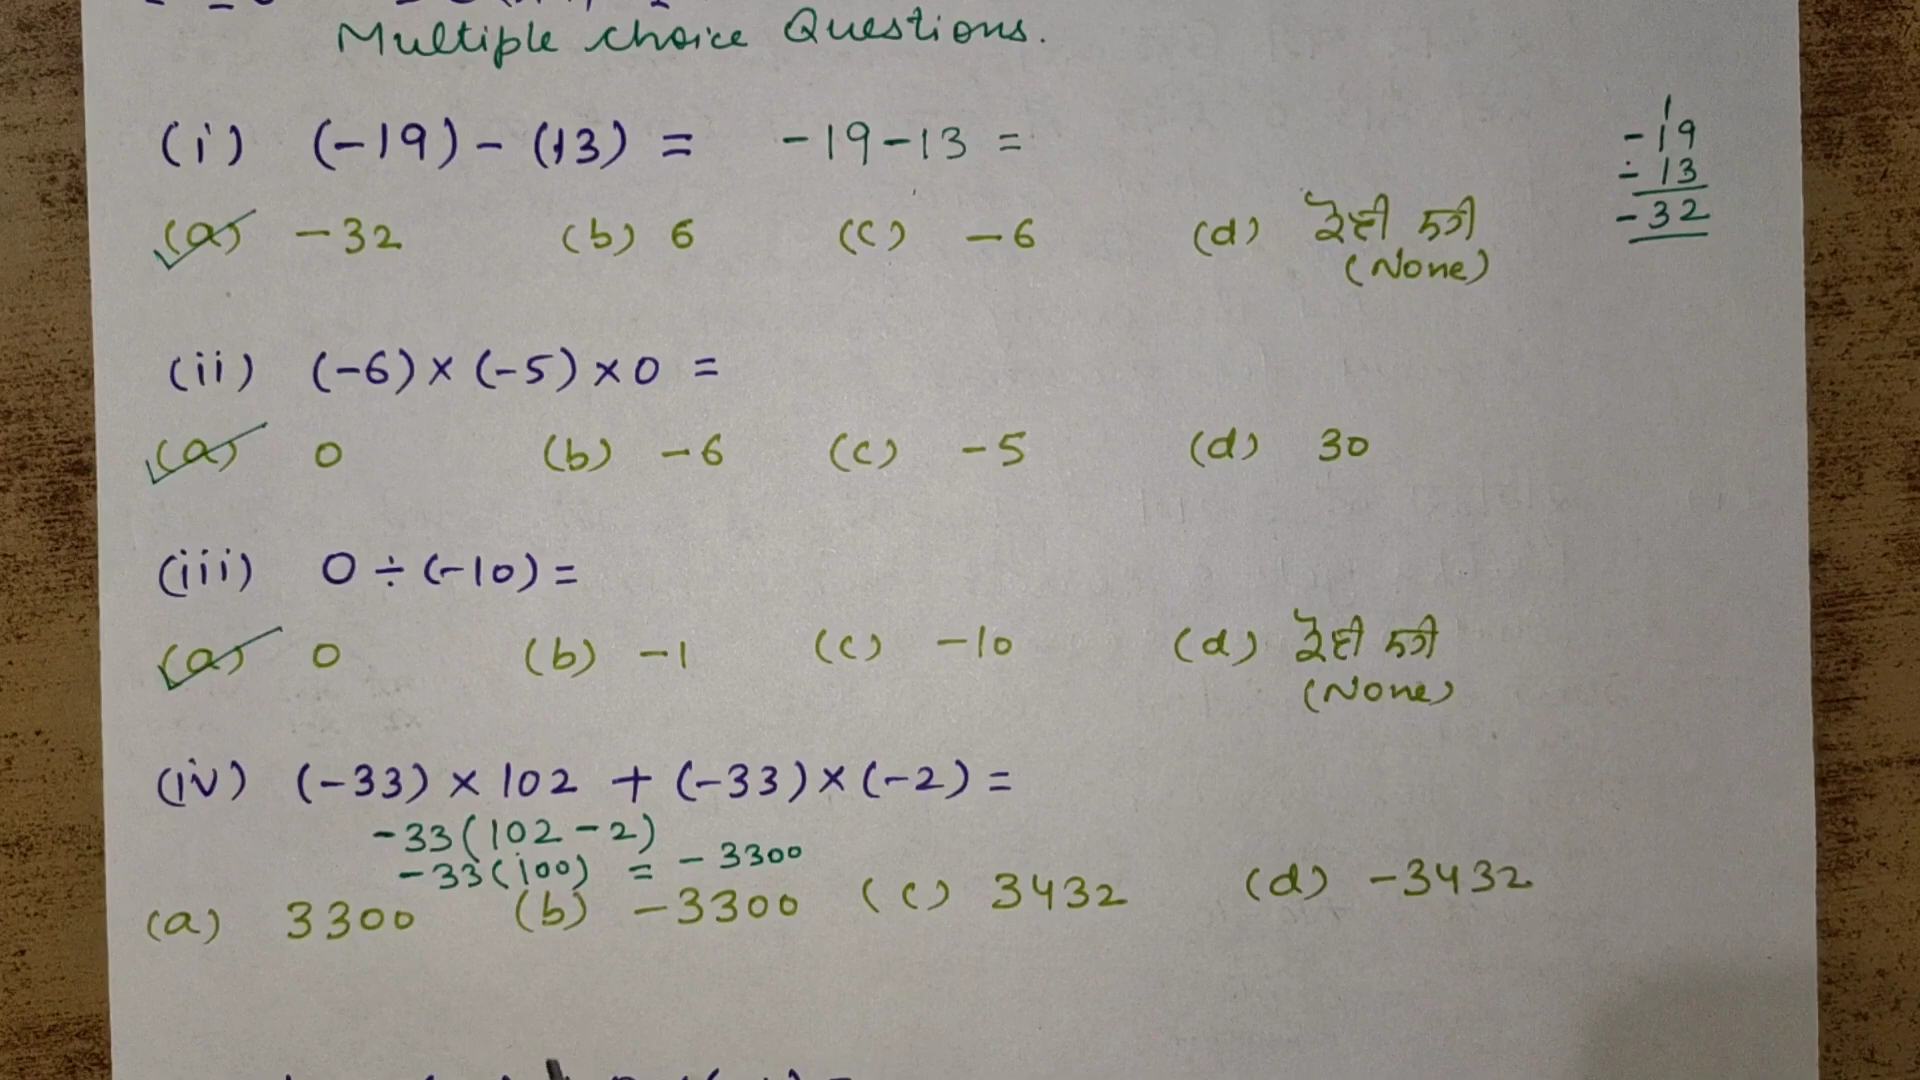 Multiple choice Questions.
(i) (-19) - (13) = -19-13 =
(a) -32 (b) 6 (c) -6 (d) ਕੋਈ ਨਹੀਂ
(None)
1
-19
- 13
-32
(ii) (-6) × (-5) × 0 =
(a) 0 (b) -6 (c) -5 (d) 30
(iii) 0 ÷ (-10) =
(a) 0 (b) -1 (c) -10 (d) ਕੋਈ ਨਹੀਂ
(None)
(iv) (-33) × 102 + (-33) × (-2) =
-33(102-2)
-33(100) = -3300
(a) 3300 (b) -3300 (c) 3432 (d) -3432